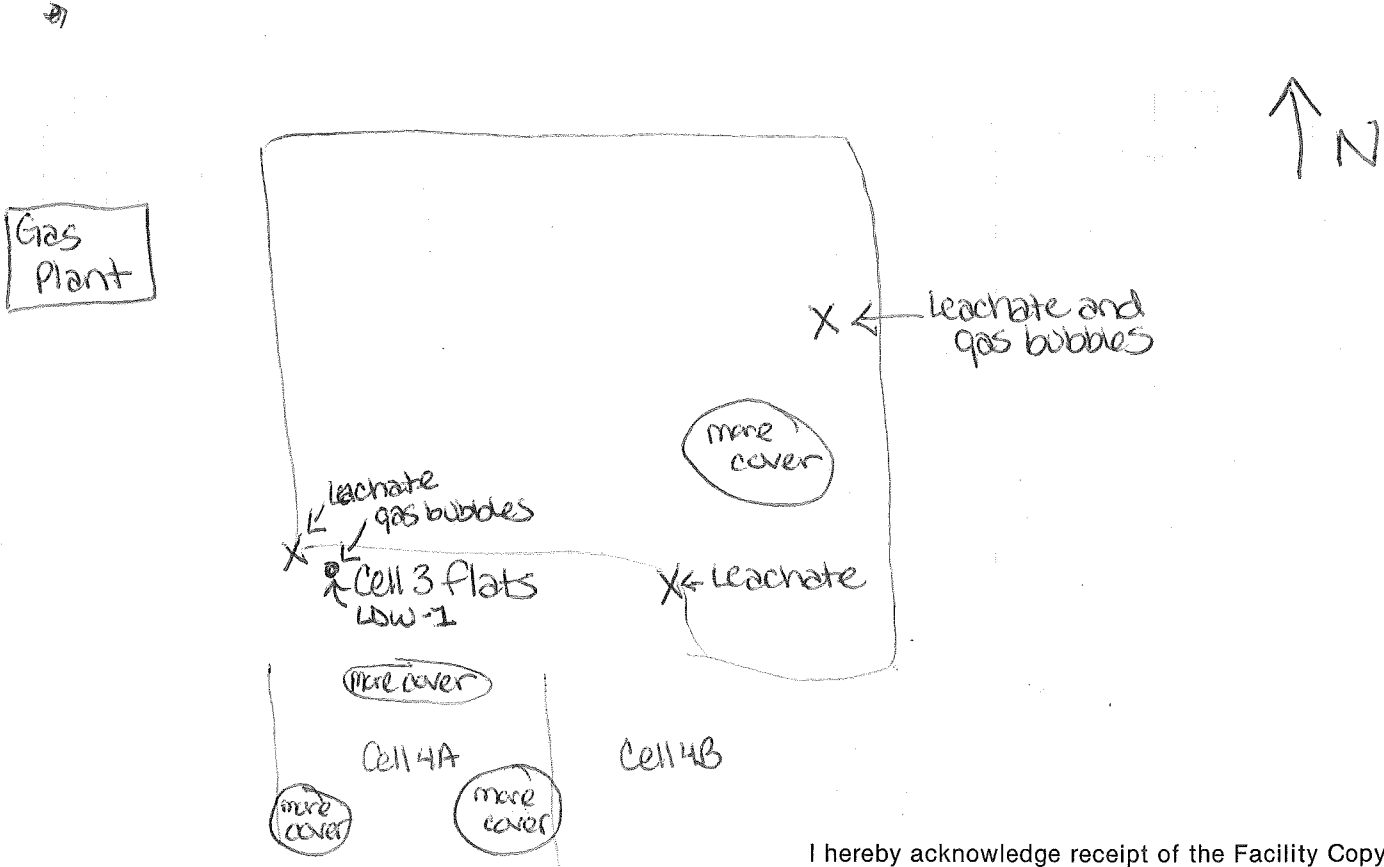 N
Gas
Plant
Leachate and
gas bubbles
more
cover
Leachate
gas bubbles
Cell 3 flats
LDW-1
Leachate
more cover
Cell 4A
Cell 4B
more
cover
more
cover
I hereby acknowledge receipt of the Facility Copy